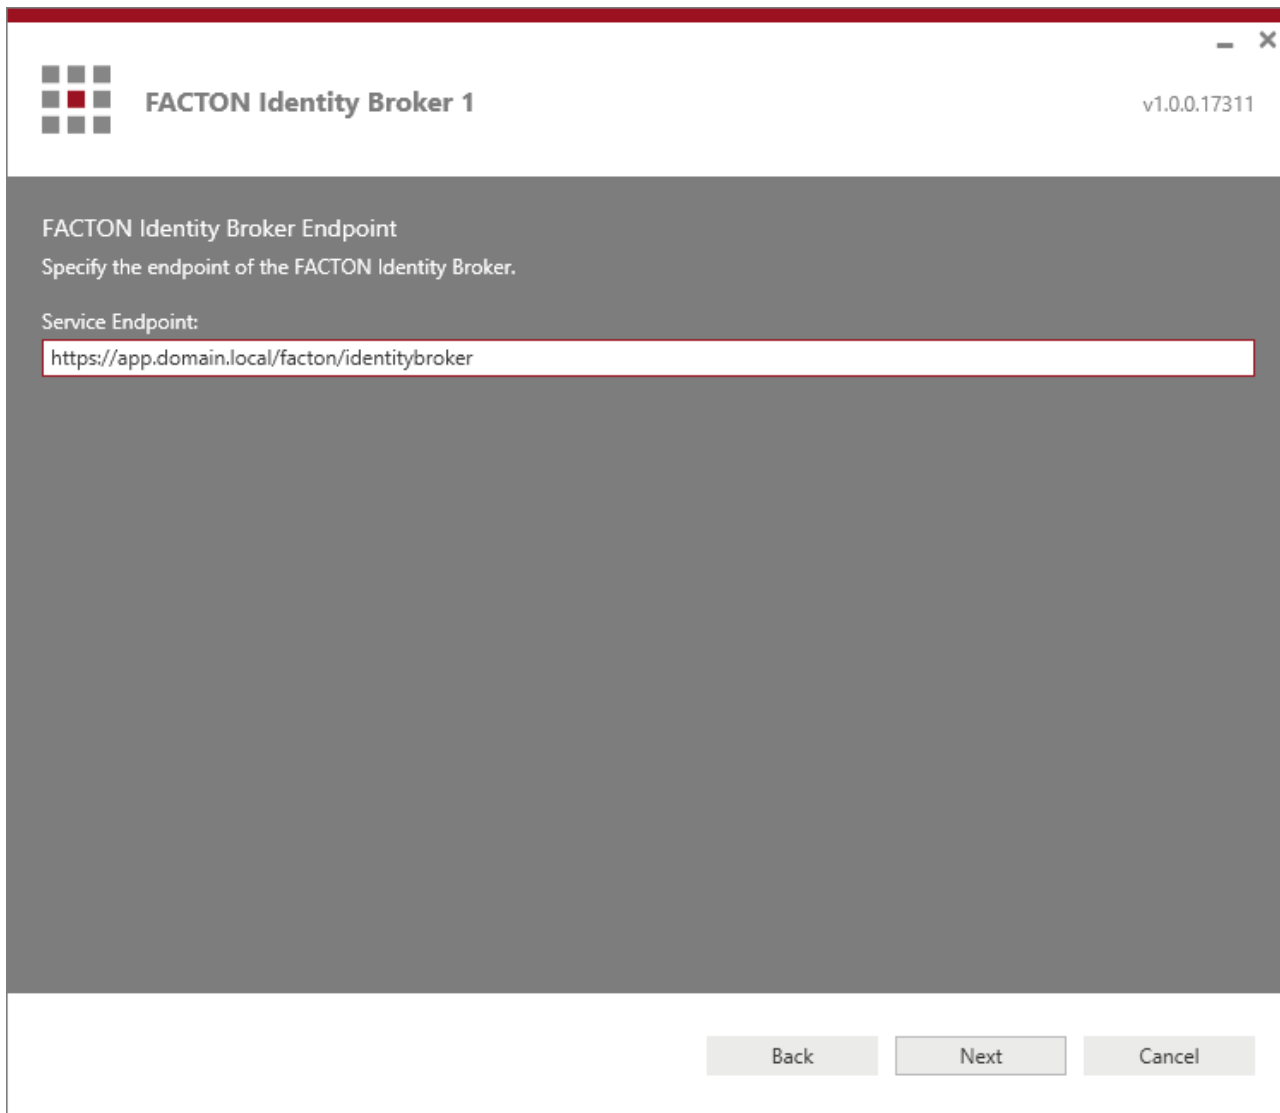 FACTON Identity Broker 1
v1.0.0.17311
FACTON Identity Broker Endpoint
Specify the endpoint of the FACTON Identity Broker.
Service Endpoint:
https://app.domain.local/facton/identitybroker
Back
Next
Cancel